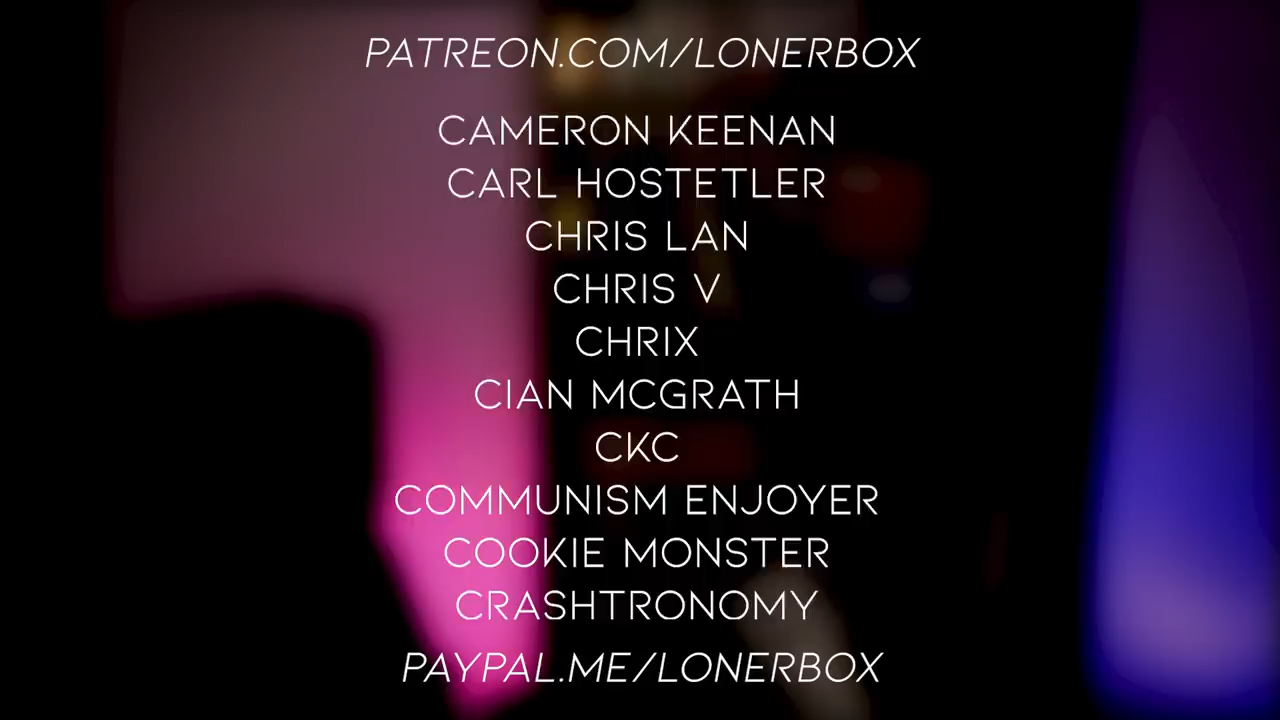 PATREON.COM/LONERBOX
CAMERON KEENAN
CARL HOSTETLER
CHRIS LAN
CHRIS V
CHRIX
CIAN MCGRATH
CKC
COMMUNISM ENJOYER
COOKIE MONSTER
CRASHTRONOMY
PAYPAL.ME/LONERBOX